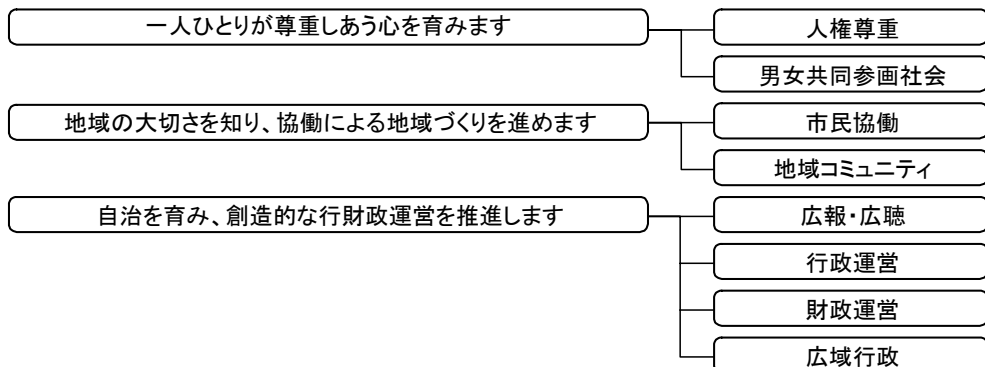 一人ひとりが尊重しあう心を育みます
人権尊重
男女共同参画社会
地域の大切さを知り、協働による地域づくりを進めます
市民協働
地域コミュニティ
自治を育み、創造的な行財政運営を推進します
広報・広聴
行政運営
財政運営
広域行政